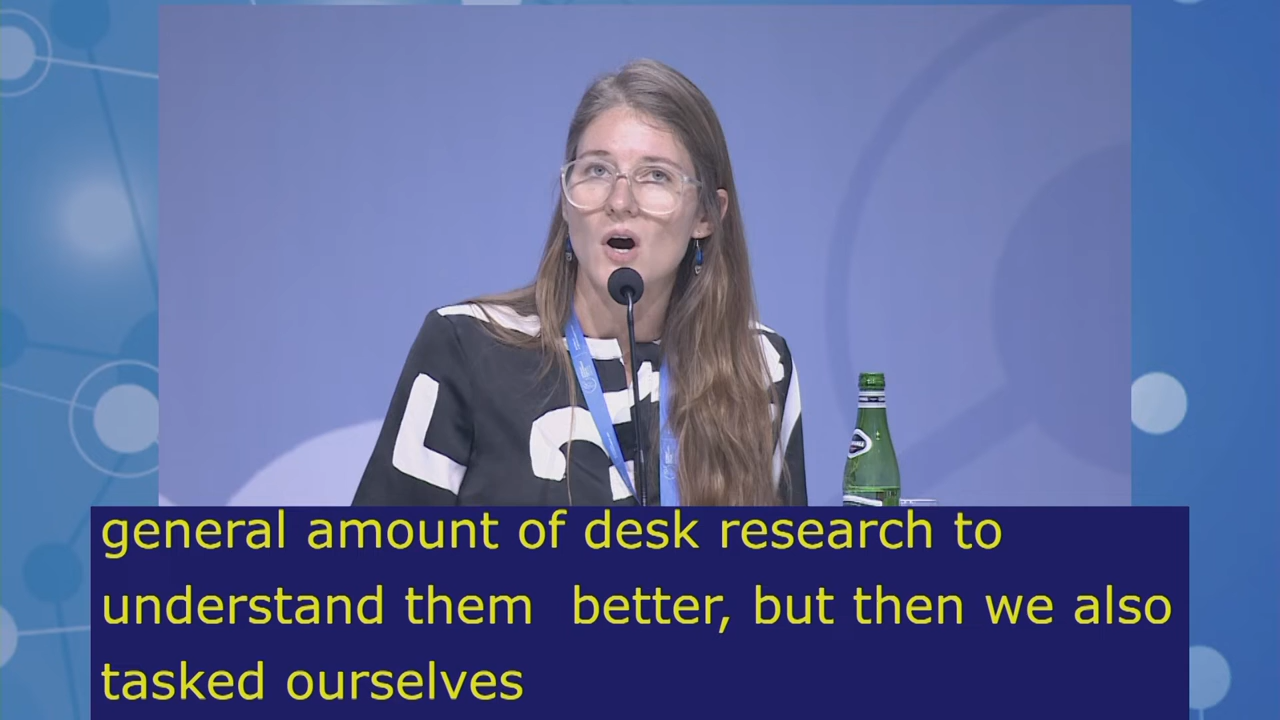 general amount of desk research to
understand them  better, but then we also
tasked ourselves